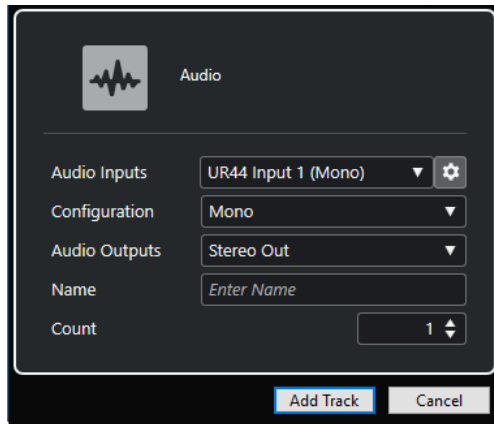 Audio
Audio Inputs UR44 Input 1 (Mono)
Configuration Mono
Audio Outputs Stereo Out
Name Enter Name
Count 1
Add Track Cancel